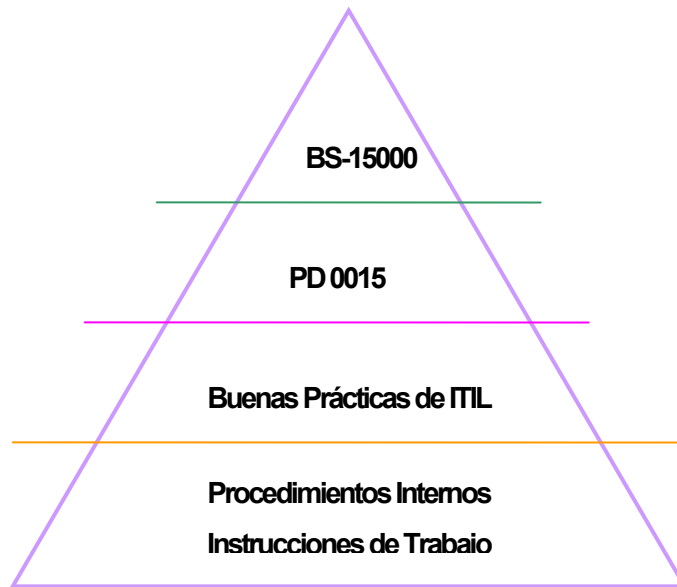 BS-15000
PD 0015
Buenas Prácticas de ITIL
Procedimientos Internos
Instrucciones de Trabajo